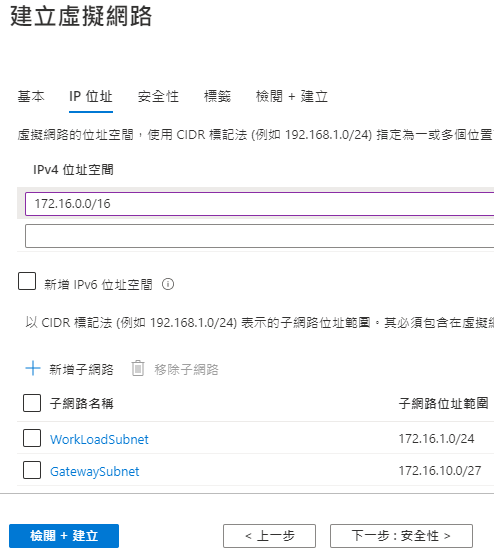 建立虛擬網路
基本 IP 位址 安全性 標籤 檢閱 + 建立
虛擬網路的位址空間，使用 CIDR 標記法 (例如 192.168.1.0/24) 指定為一或多個位置
IPv4 位址空間
172.16.0.0/16
新增 IPv6 位址空間
以 CIDR 標記法 (例如 192.168.1.0/24) 表示的子網路位址範圍。其必須包含在虛擬
新增子網路 移除子網路
子網路名稱 子網路位址範圍
WorkLoadSubnet 172.16.1.0/24
GatewaySubnet 172.16.10.0/27
檢閱 + 建立 < 上一步 下一步 : 安全性 >